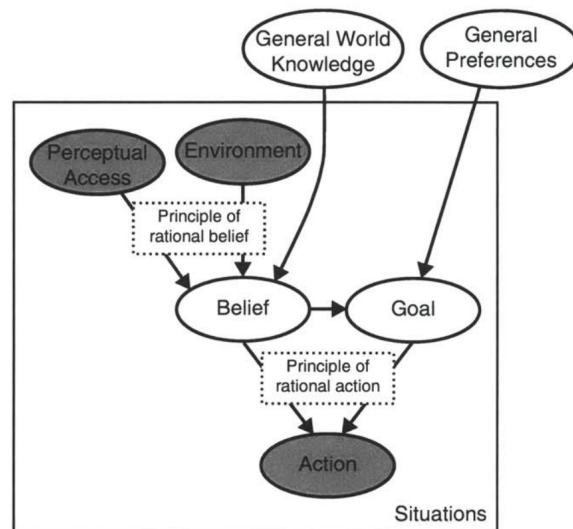 General World
Knowledge
General
Preferences
Perceptual
Access
Environment
Principle of
rational belief
Belief
Goal
Principle of
rational action
Action
Situations